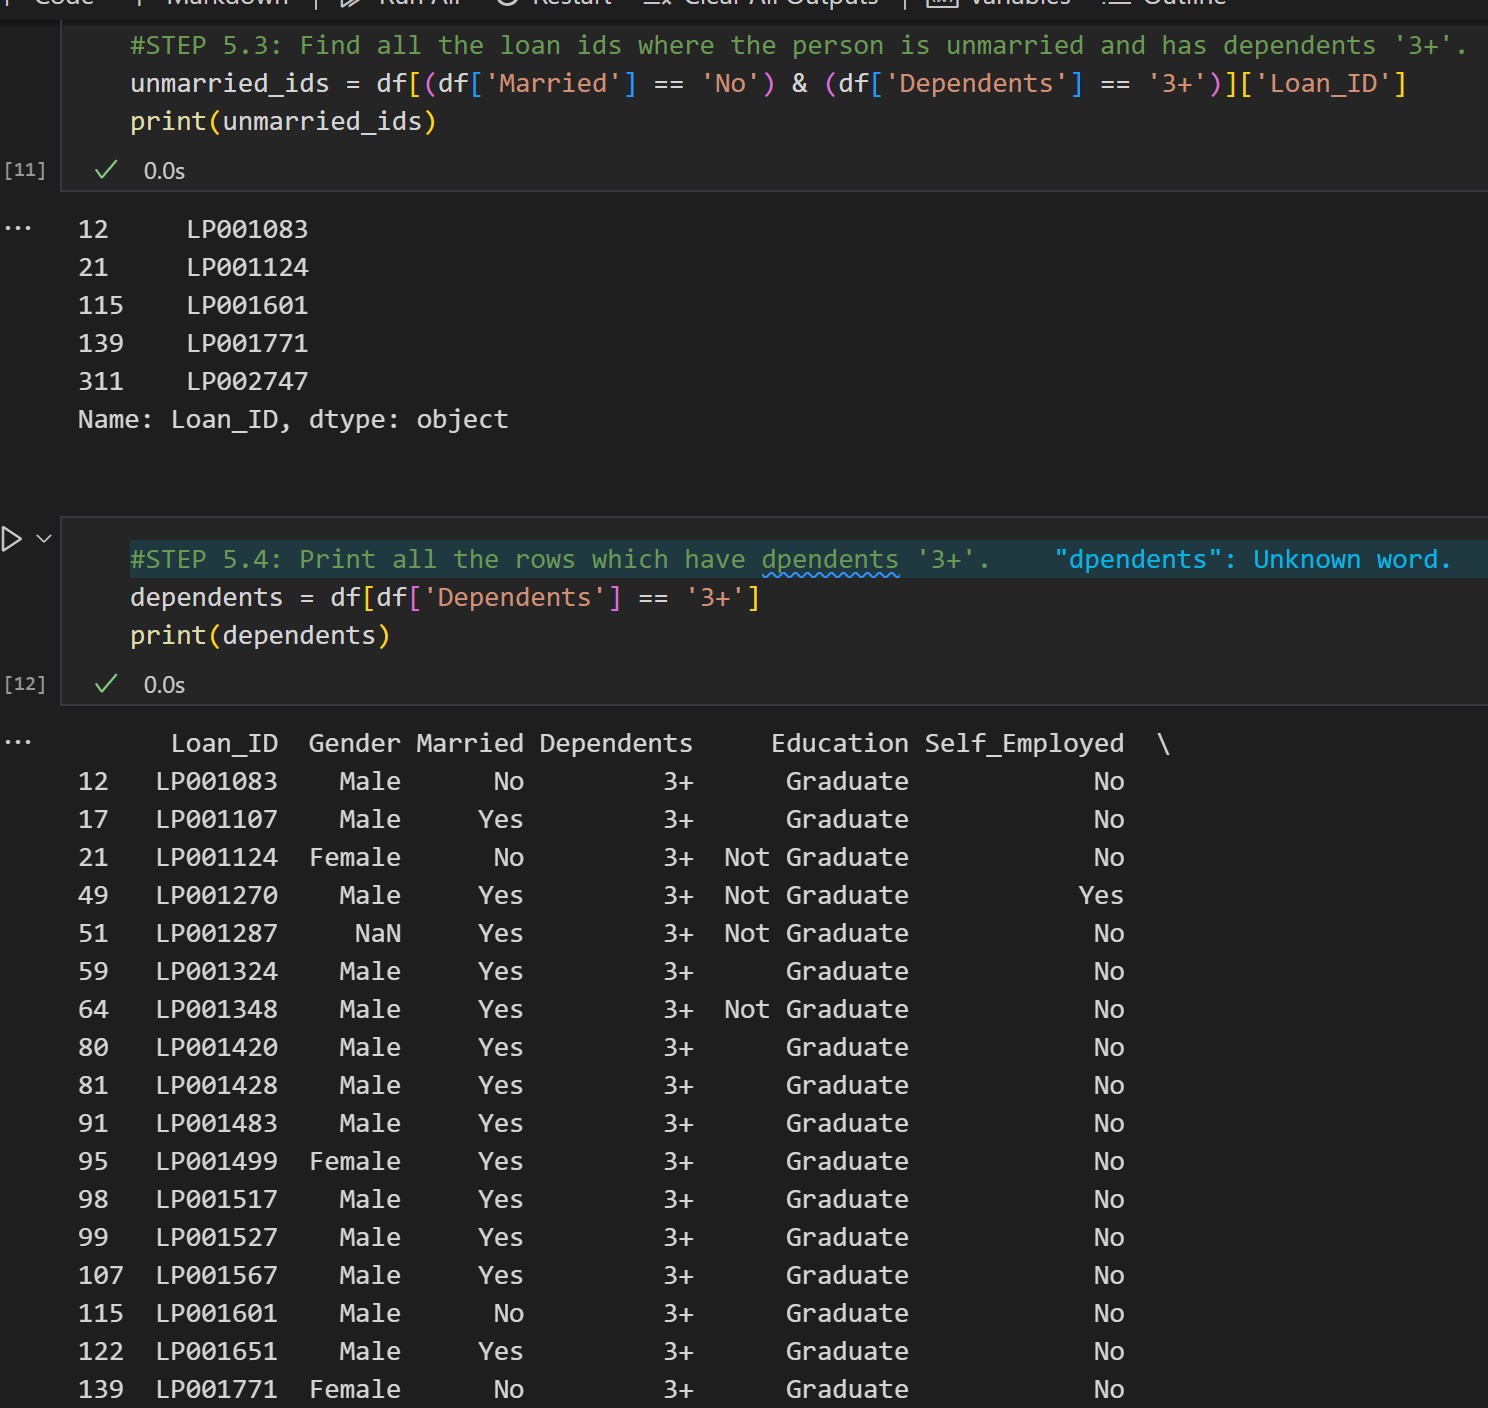 Code Markdown | Run All Restart Clear All Outputs | Variables Outline
#STEP 5.3: Find all the loan ids where the person is unmarried and has dependents '3+'.
unmarried_ids = df[(df['Married'] == 'No') & (df['Dependents'] == '3+')]['Loan_ID']
print(unmarried_ids)
[11] 0.0s
... 12 LP001083
21 LP001124
115 LP001601
139 LP001771
311 LP002747
Name: Loan_ID, dtype: object
#STEP 5.4: Print all the rows which have dpendents '3+'. "dpendents": Unknown word.
dependents = df[df['Dependents'] == '3+']
print(dependents)
[12] 0.0s
... Loan_ID Gender Married Dependents Education Self_Employed \
12 LP001083 Male No 3+ Graduate No
17 LP001107 Male Yes 3+ Graduate No
21 LP001124 Female No 3+ Not Graduate No
49 LP001270 Male Yes 3+ Not Graduate Yes
51 LP001287 NaN Yes 3+ Not Graduate No
59 LP001324 Male Yes 3+ Graduate No
64 LP001348 Male Yes 3+ Not Graduate No
80 LP001420 Male Yes 3+ Graduate No
81 LP001428 Male Yes 3+ Graduate No
91 LP001483 Male Yes 3+ Graduate No
95 LP001499 Female Yes 3+ Graduate No
98 LP001517 Male Yes 3+ Graduate No
99 LP001527 Male Yes 3+ Graduate No
107 LP001567 Male Yes 3+ Graduate No
115 LP001601 Male No 3+ Graduate No
122 LP001651 Male Yes 3+ Graduate No
139 LP001771 Female No 3+ Graduate No